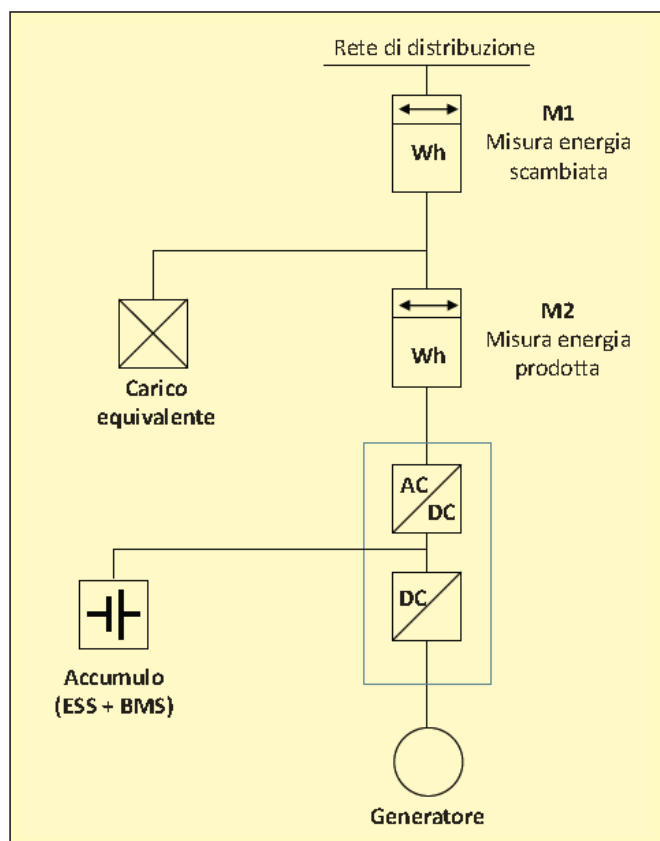 Rete di distribuzione
Wh
M1
Misura energia
scambiata
Wh
M2
Misura energia
prodotta
Carico
equivalente
AC
DC
DC
Accumulo
(ESS + BMS)
Generatore